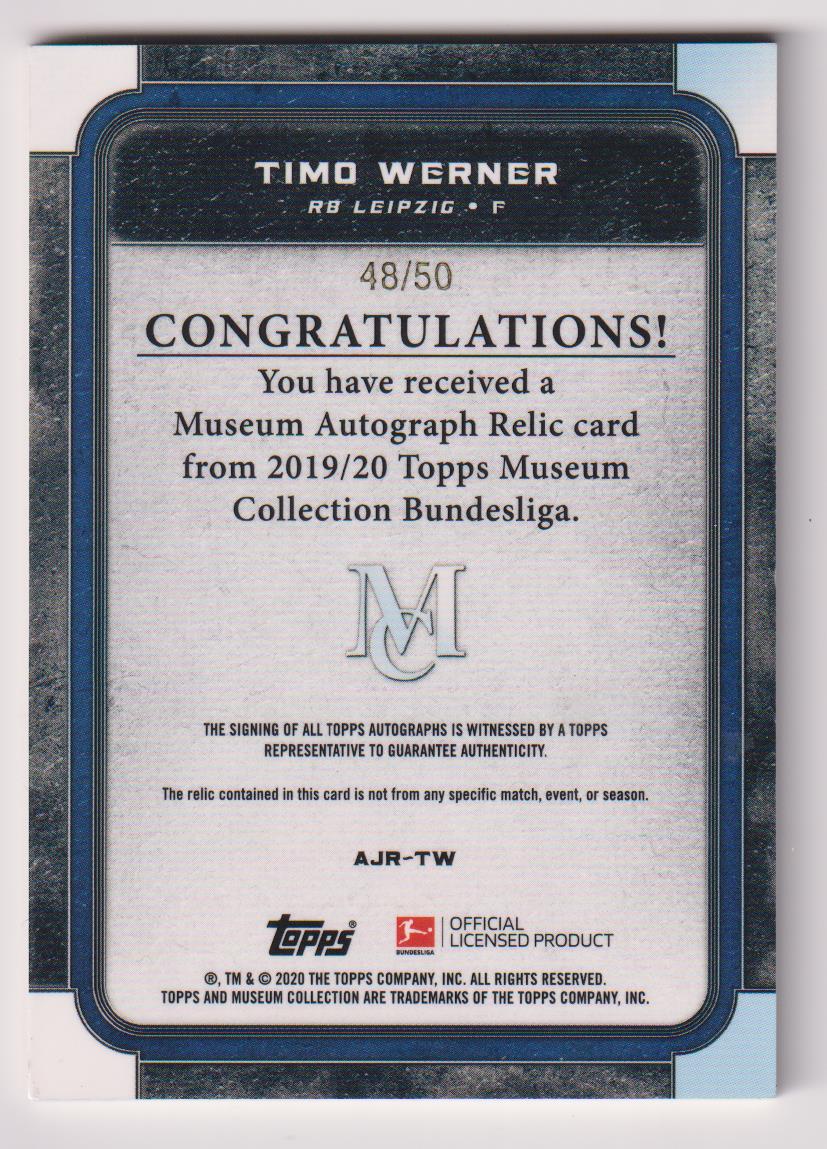 TIMO WERNER
RB LEIPZIG • F
48/50
CONGRATULATIONS!
You have received a
Museum Autograph Relic card
from 2019/20 Topps Museum
Collection Bundesliga.
MC
THE SIGNING OF ALL TOPPS AUTOGRAPHS IS WITNESSED BY A TOPPS
REPRESENTATIVE TO GUARANTEE AUTHENTICITY.
The relic contained in this card is not from any specific match, event, or season.
AJR-TW
Topps®
BUNDESLIGA
OFFICIAL
LICENSED PRODUCT
®, TM & © 2020 THE TOPPS COMPANY, INC. ALL RIGHTS RESERVED.
TOPPS AND MUSEUM COLLECTION ARE TRADEMARKS OF THE TOPPS COMPANY, INC.